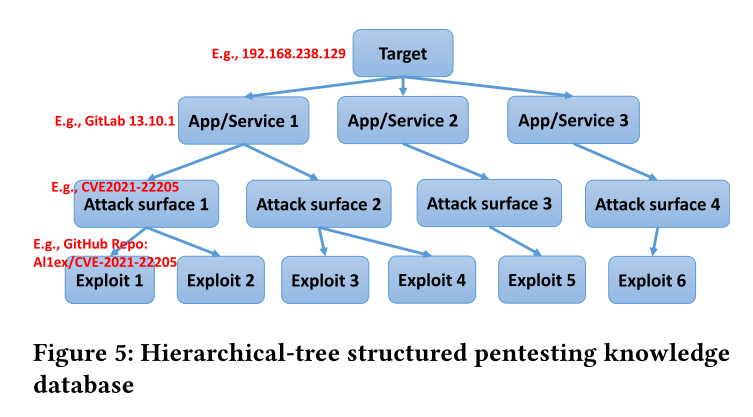 E.g., 192.168.238.129
Target
E.g., GitLab 13.10.1
App/Service 1
App/Service 2
App/Service 3
E.g., CVE2021-22205
Attack surface 1
Attack surface 2
Attack surface 3
Attack surface 4
E.g., GitHub Repo:
Al1ex/CVE-2021-22205
Exploit 1
Exploit 2
Exploit 3
Exploit 4
Exploit 5
Exploit 6
Figure 5: Hierarchical-tree structured pentesting knowledge
database